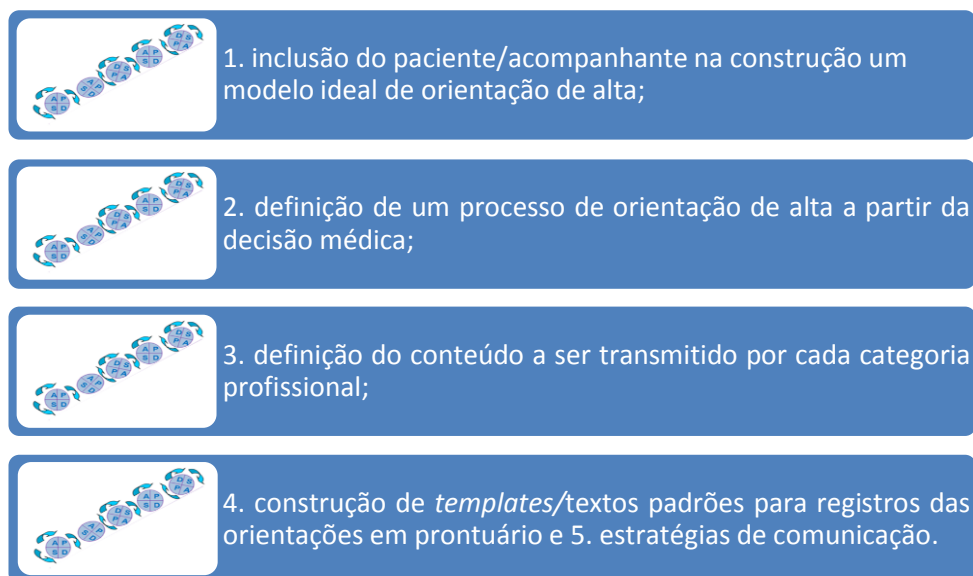 1. inclusão do paciente/acompanhante na construção um
modelo ideal de orientação de alta;
2. definição de um processo de orientação de alta a partir da
decisão médica;
3. definição do conteúdo a ser transmitido por cada categoria
profissional;
4. construção de templates/textos padrões para registros das
orientações em prontuário e 5. estratégias de comunicação.